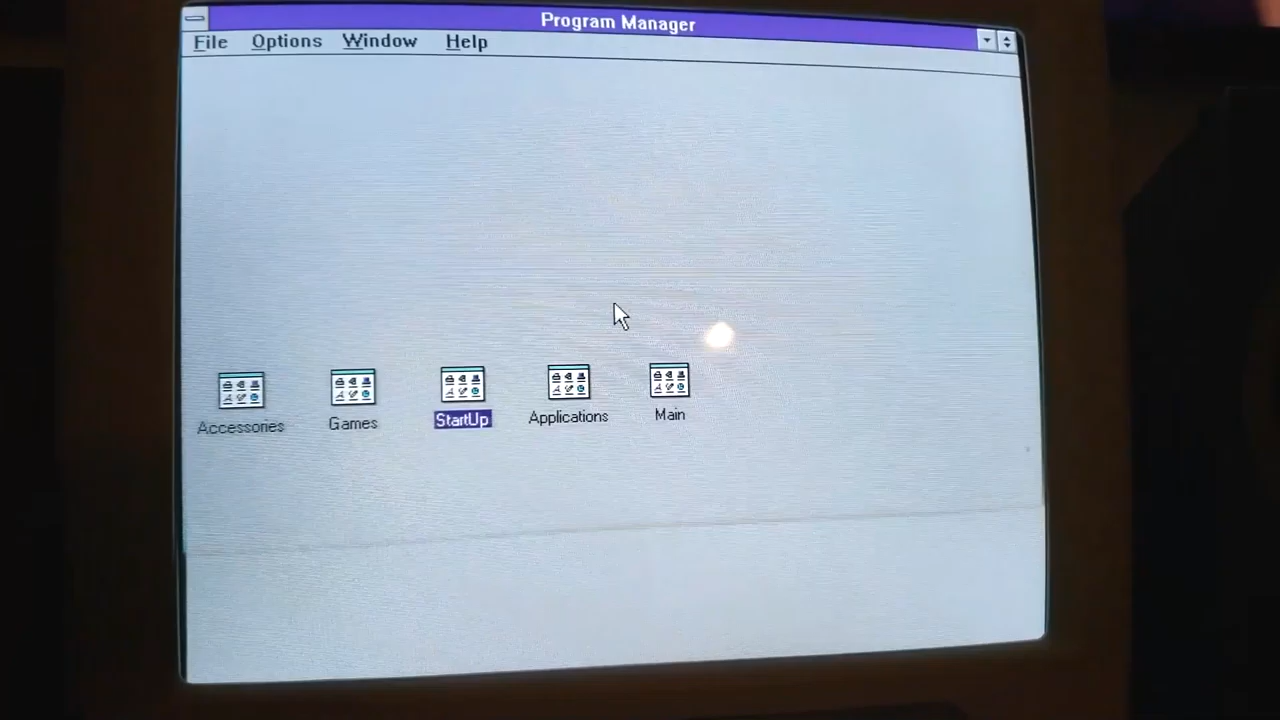 Program Manager
File Options Window Help
Accessories Games StartUp Applications Main